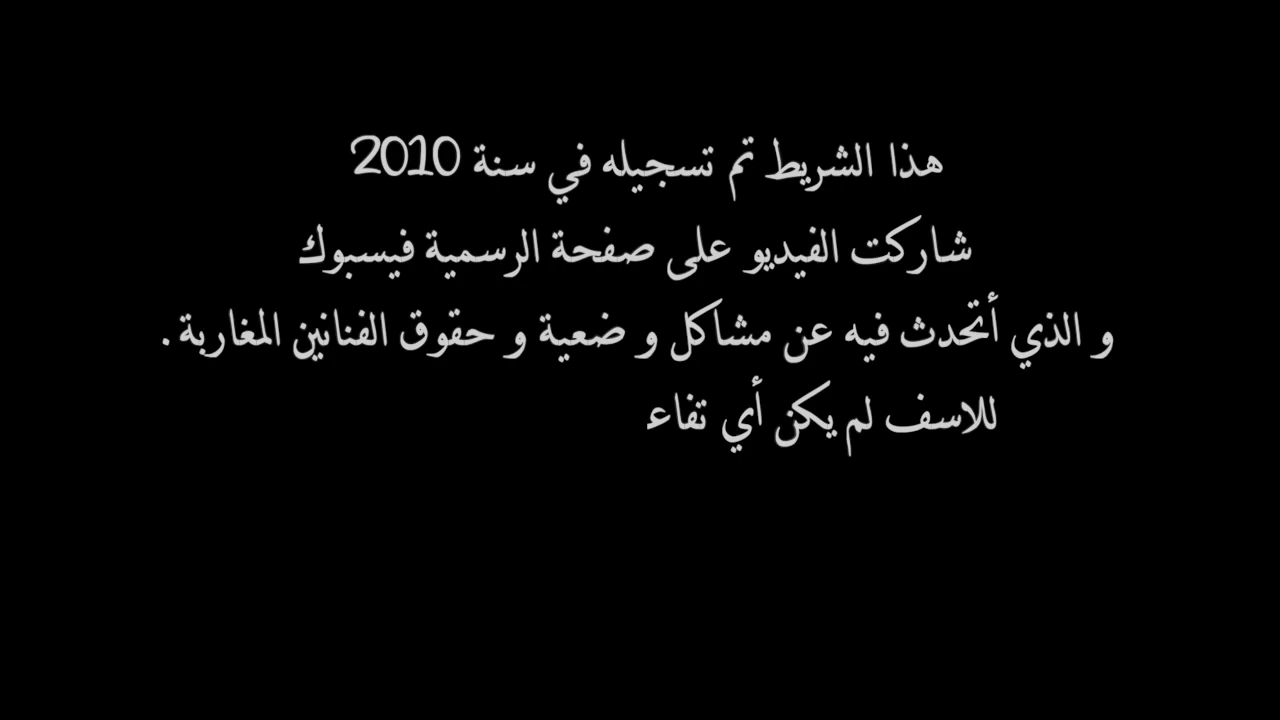 هذا الشريط تم تسجيله في سنة 2010
شاركت الفيديو على صفحة الرسمية فيسبوك
و الذي أتحدث فيه عن مشاكل و ضعية و حقوق الفنانين المغاربة .
للاسف لم يكن أي تفاء